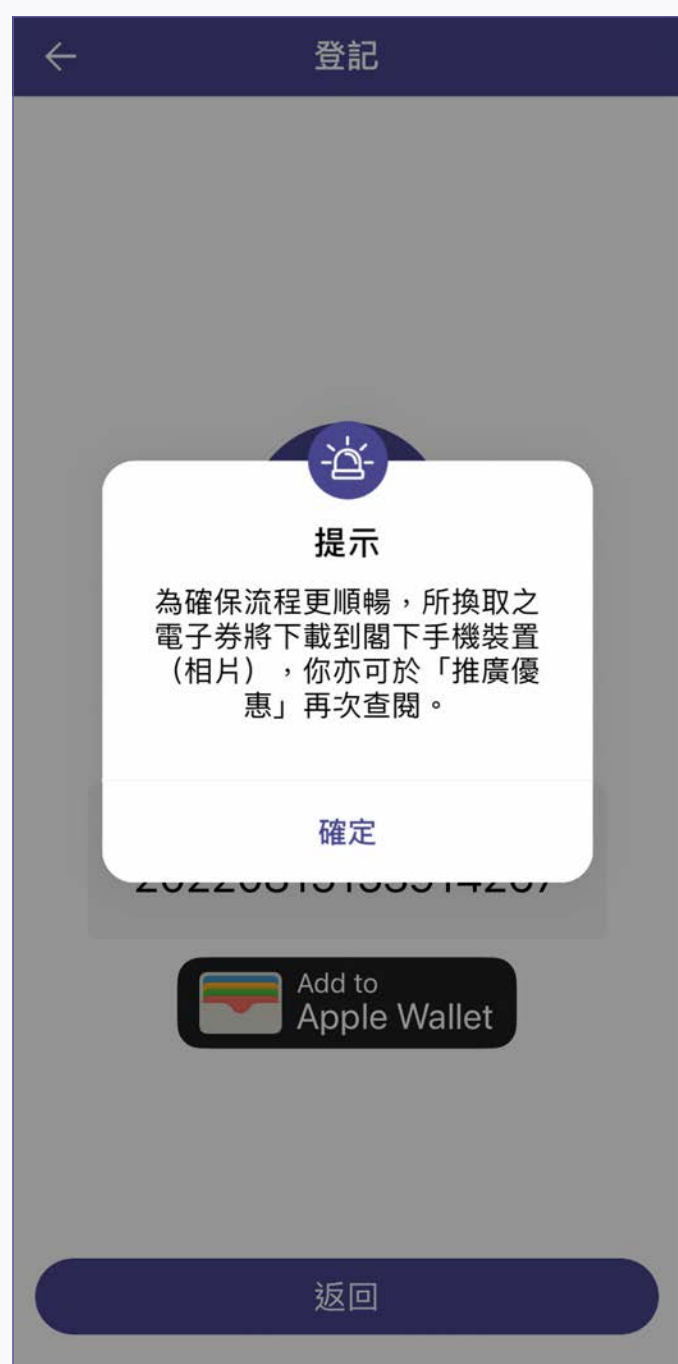 登記
提示
為確保流程更順暢，所換取之
電子券將下載到閣下手機裝置
（相片），你亦可於「推廣優
惠」再次查閱。
確定
Add to
Apple Wallet
返回